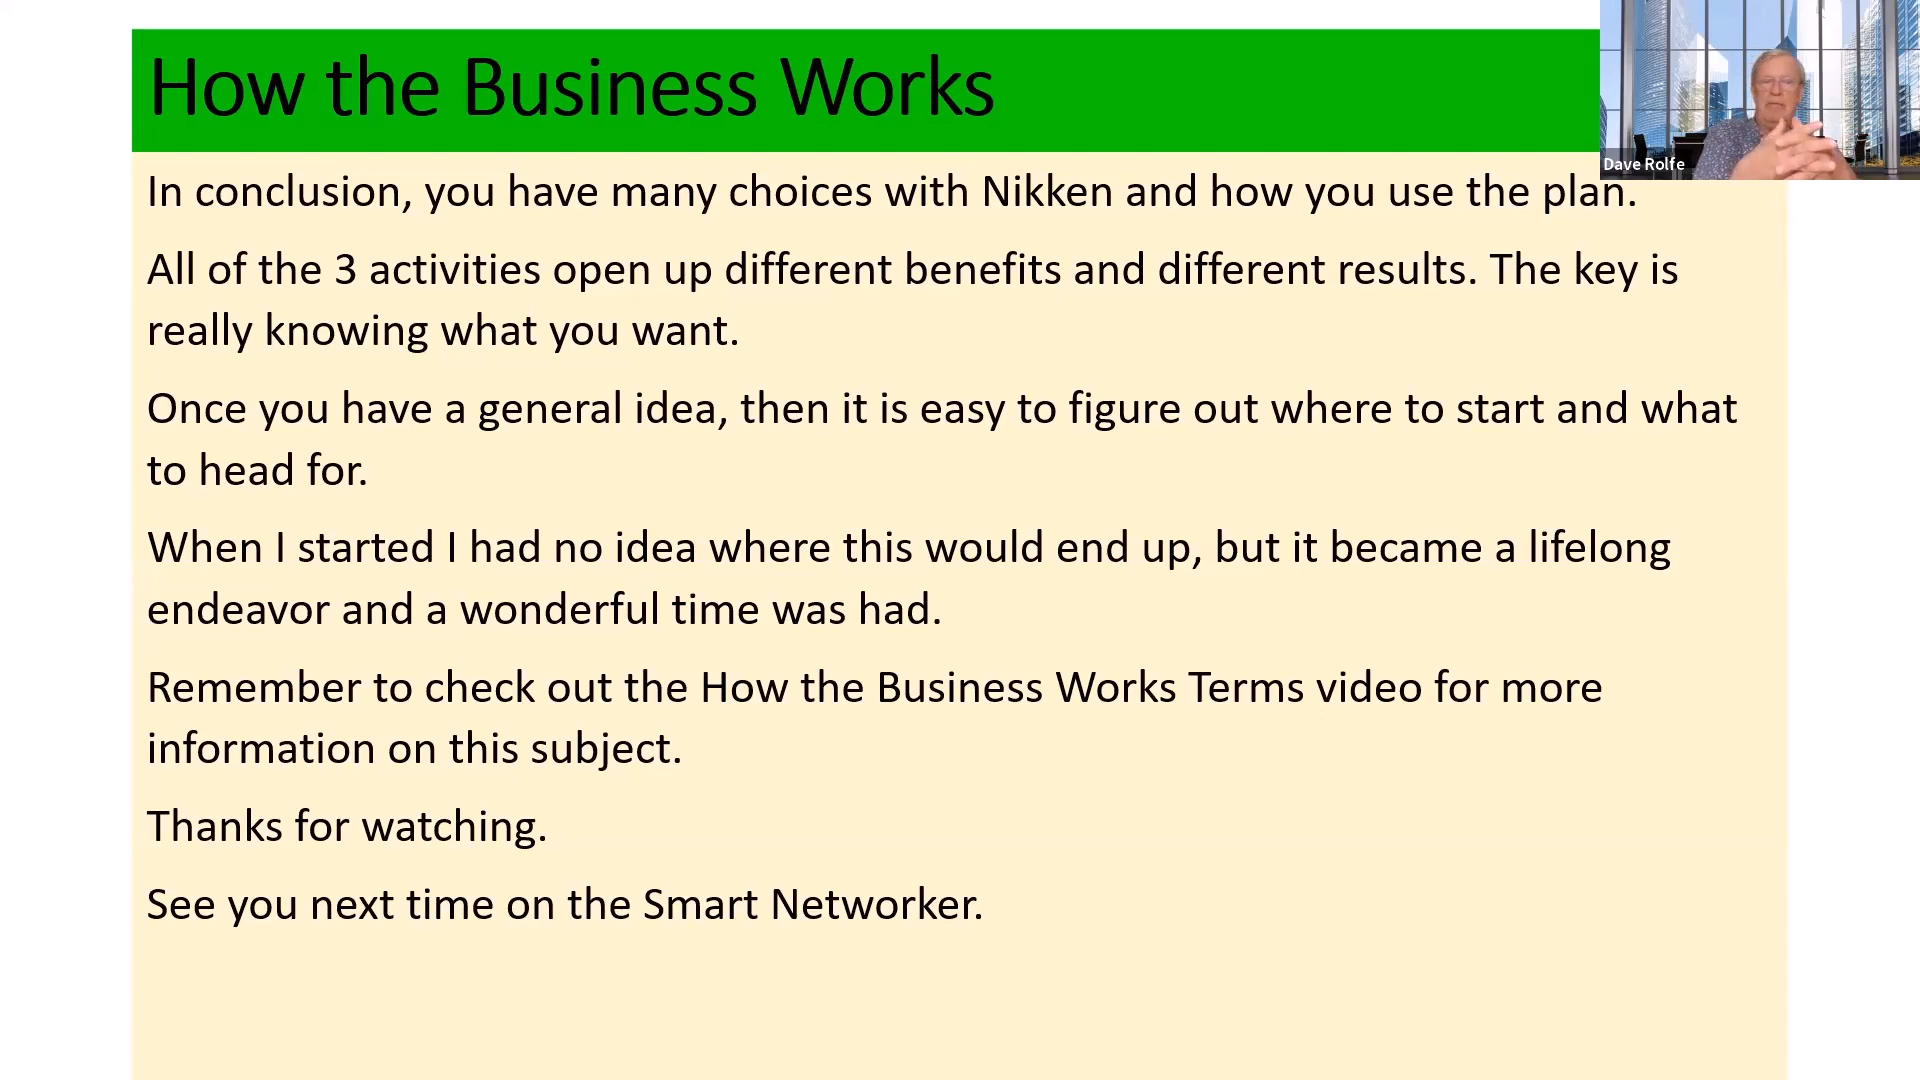 How the Business Works
Dave Rolfe
In conclusion, you have many choices with Nikken and how you use the plan.
All of the 3 activities open up different benefits and different results. The key is
really knowing what you want.
Once you have a general idea, then it is easy to figure out where to start and what
to head for.
When I started I had no idea where this would end up, but it became a lifelong
endeavor and a wonderful time was had.
Remember to check out the How the Business Works Terms video for more
information on this subject.
Thanks for watching.
See you next time on the Smart Networker.